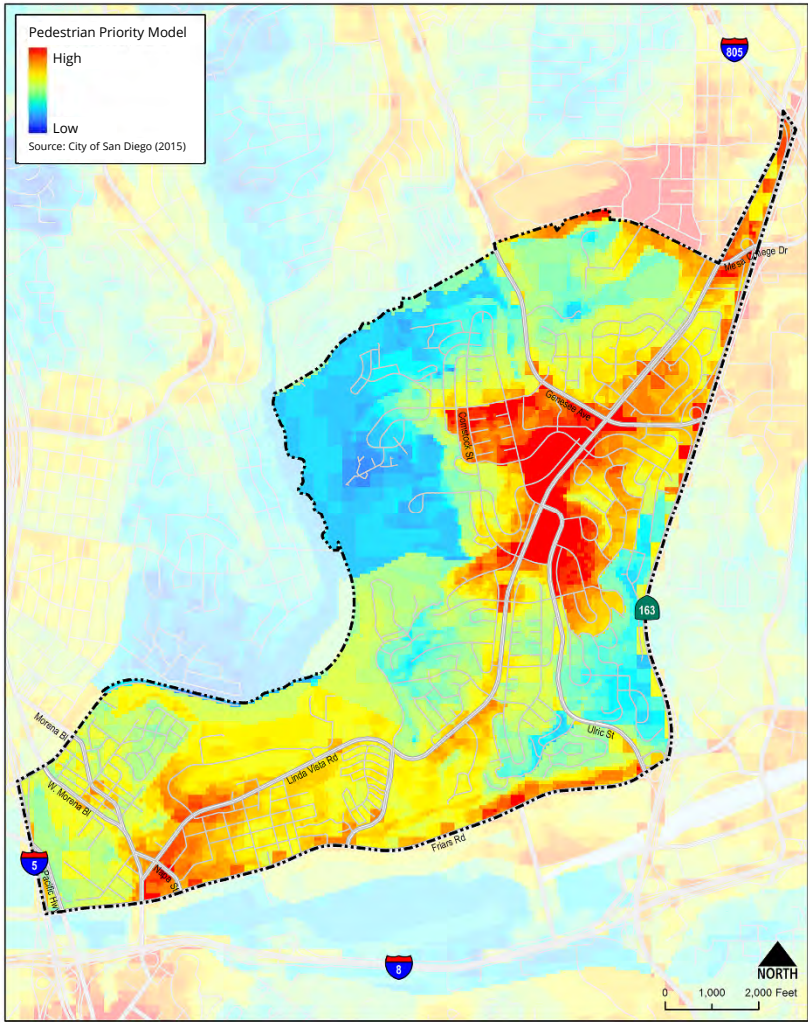 Pedestrian Priority Model
High
Low
Source: City of San Diego (2015)
805
Mesa College Dr
Genesee Ave
Comstock St
163
Ulric St
Morena Bl
W. Morena Bl
Linda Vista Rd
Friars Rd
Napa St
5
Pacific Hwy
8
NORTH
0 1,000 2,000 Feet